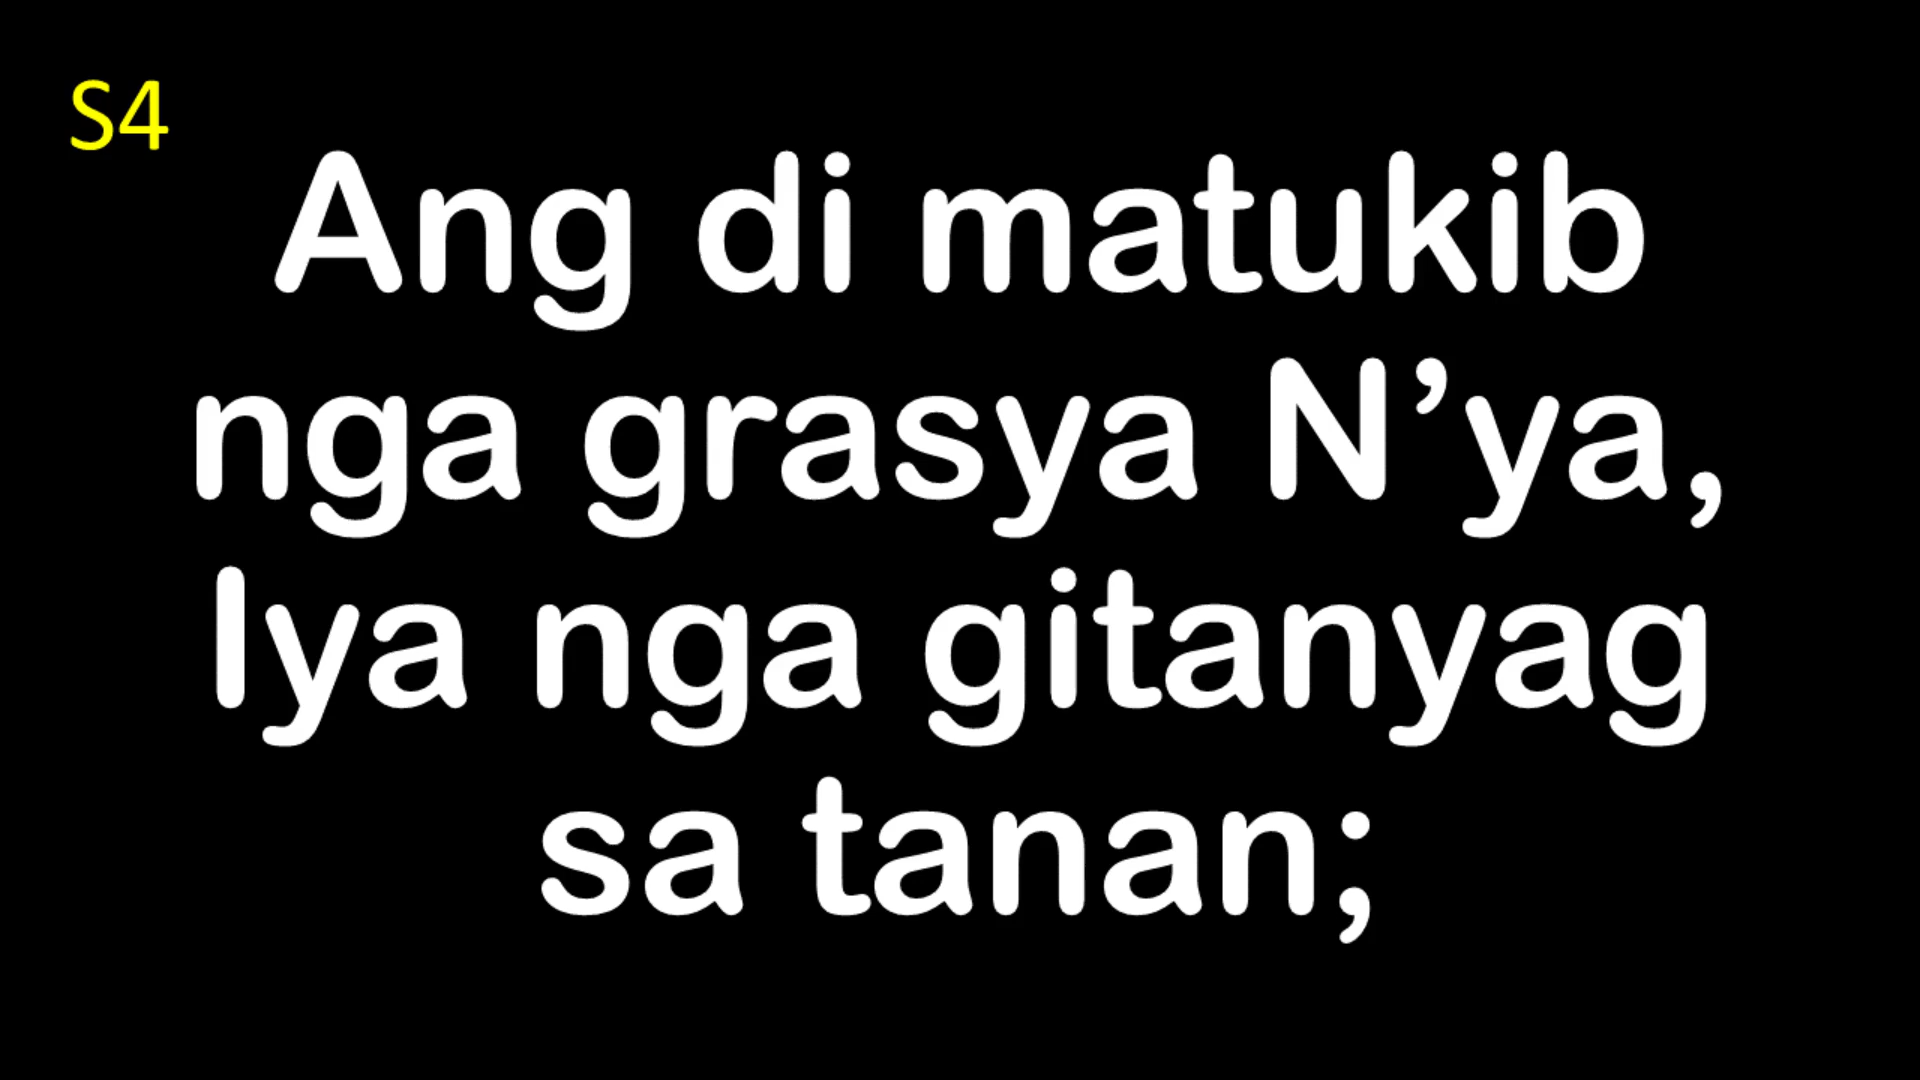 S4
Ang di matukib
nga grasya N’ya,
Iya nga gitanyag
sa tanan;